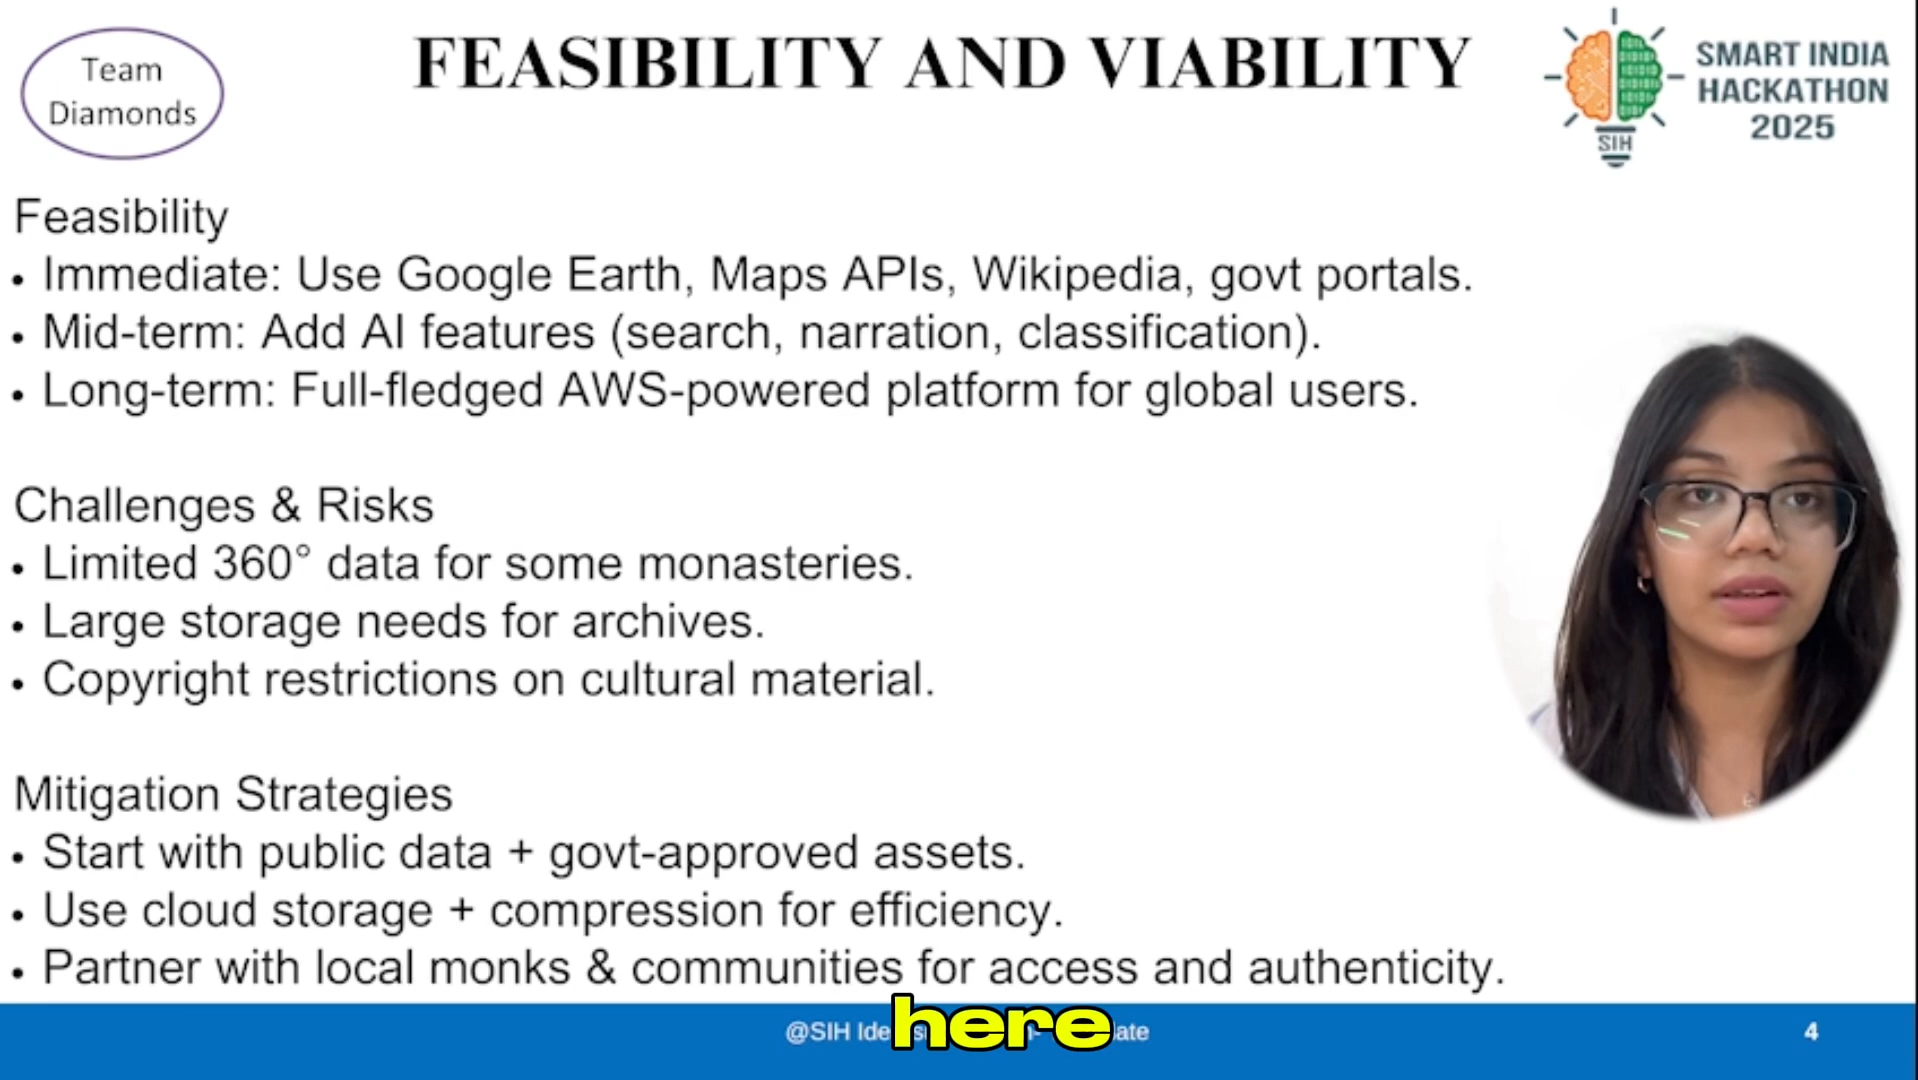 Team
Diamonds
FEASIBILITY AND VIABILITY
SMART INDIA
HACKATHON
2025
SIH
Feasibility
• Immediate: Use Google Earth, Maps APIs, Wikipedia, govt portals.
• Mid-term: Add AI features (search, narration, classification).
• Long-term: Full-fledged AWS-powered platform for global users.
Challenges & Risks
• Limited 360° data for some monasteries.
• Large storage needs for archives.
• Copyright restrictions on cultural material.
Mitigation Strategies
• Start with public data + govt-approved assets.
• Use cloud storage + compression for efficiency.
• Partner with local monks & communities for access and authenticity.
@SIH
here
4